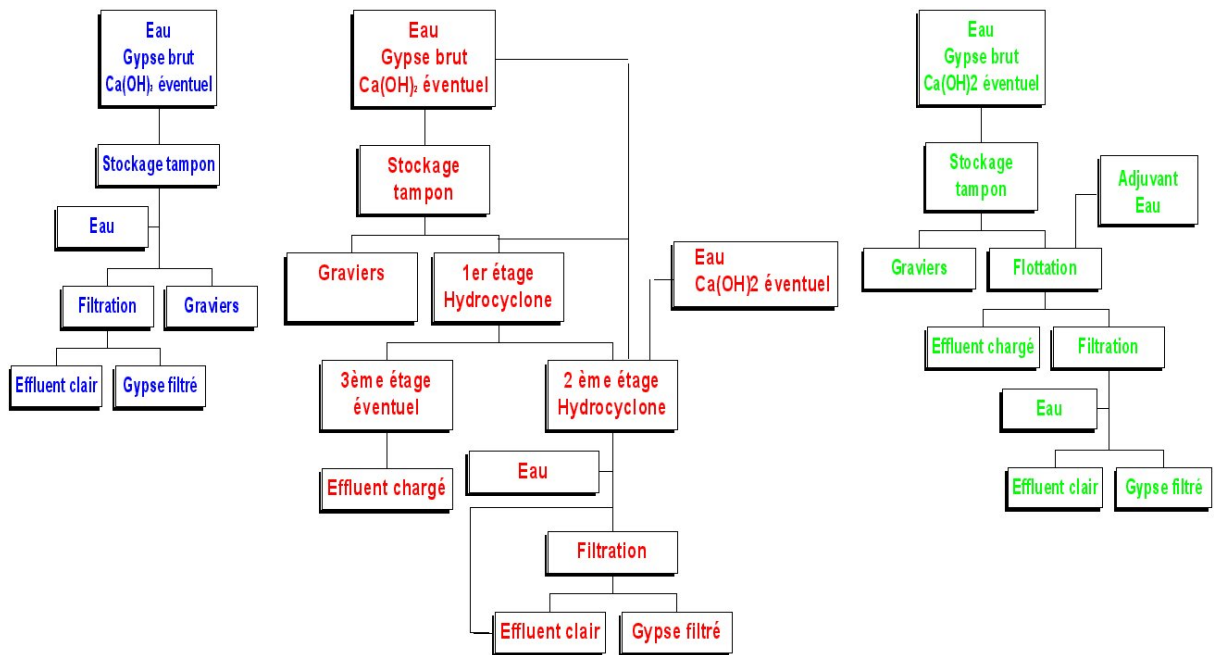 Eau
Gypse brut
Ca(OH)₂ éventuel
Stockage tampon
Eau
Filtration
Graviers
Effluent clair
Gypse filtré
Eau
Gypse brut
Ca(OH)₂ éventuel
Stockage
tampon
Graviers
1er étage
Hydrocyclone
Eau
Ca(OH)2 éventuel
3ème étage
éventuel
2 ème étage
Hydrocyclone
Eau
Effluent chargé
Filtration
Effluent clair
Gypse filtré
Eau
Gypse brut
Ca(OH)2 éventuel
Stockage
tampon
Adjuvant
Eau
Graviers
Flottation
Effluent chargé
Filtration
Eau
Effluent clair
Gypse filtré